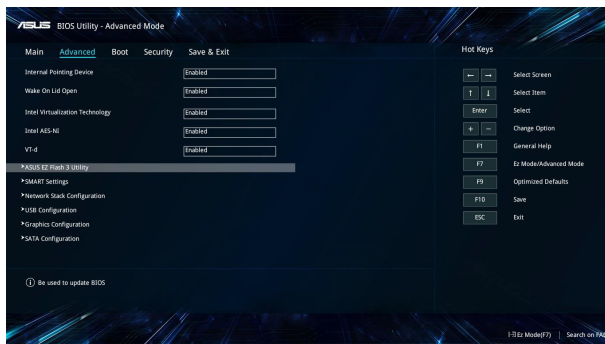 ASUS BIOS Utility - Advanced Mode
Main Advanced Boot Security Save & Exit
Hot Keys
Internal Pointing Device Enabled
Wake On Lid Open Enabled
Intel Virtualization Technology Enabled
Intel AES-NI Enabled
VT-d Enabled
ASUS EZ Flash 3 Utility
SMART Settings
Network Stack Configuration
USB Configuration
Graphics Configuration
SATA Configuration
Be used to update BIOS
← → Select Screen
↑ ↓ Select Item
Enter Select
+ − Change Option
F1 General Help
F7 Ez Mode/Advanced Mode
F9 Optimized Defaults
F10 Save
ESC Exit
Ez Mode(F7) | Search on FAQ